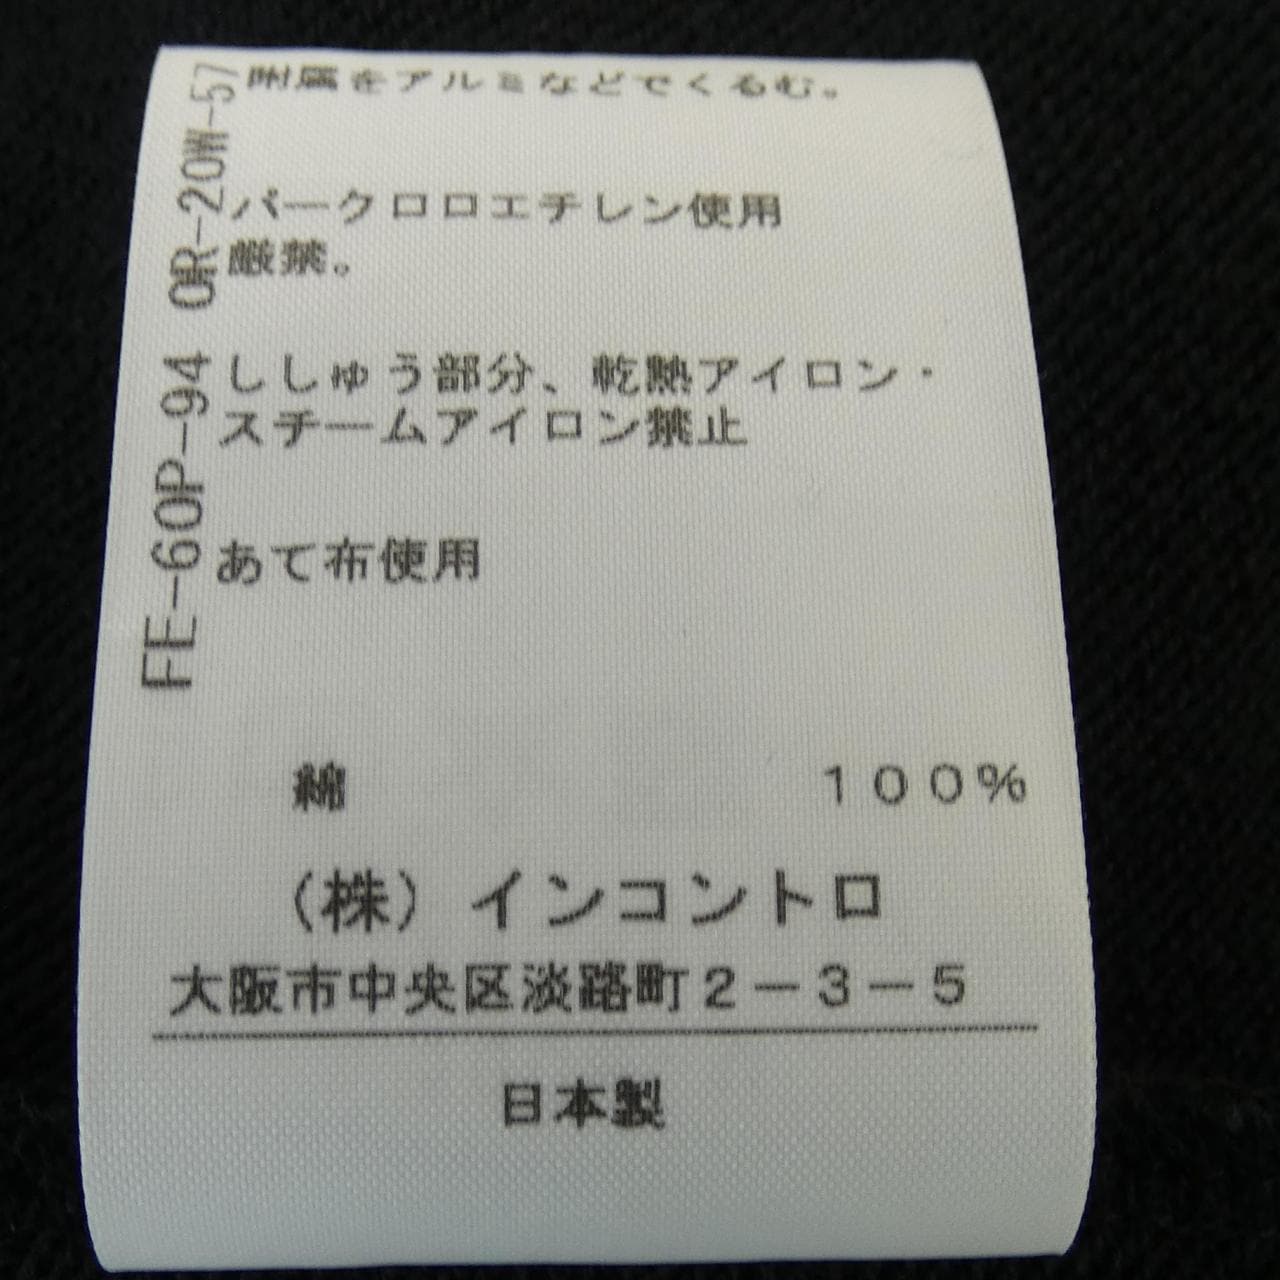 金属をアルミなどでくるむ。
パークロロエチレン使用
厳禁。
ししゅう部分、乾熱アイロン・
スチームアイロン禁止
あて布使用
FE-60P-94 OR-20W-57
綿 100%
(株)インコントロ
大阪市中央区淡路町2-3-5
日本製